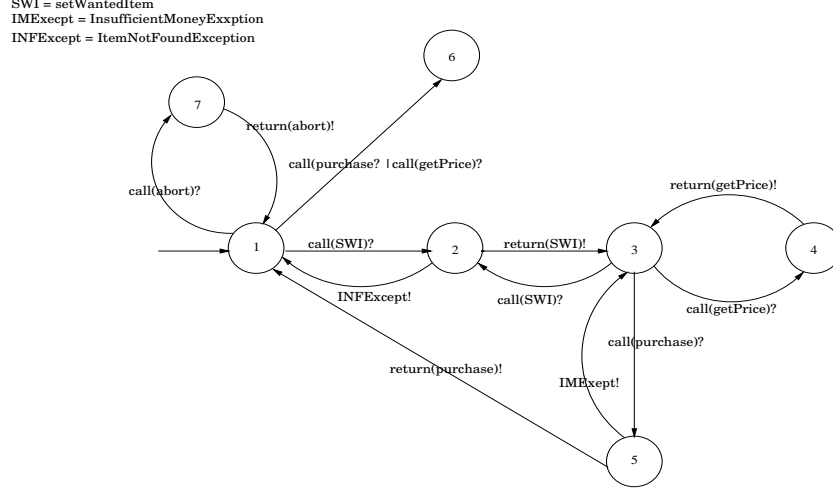 SWI = setWantedItem
IMExecpt = InsufficientMoneyExxption
INFExcept = ItemNotFoundException
6
7
return(abort)!
call(purchase? | call(getPrice)?
call(abort)?
return(getPrice)!
1
call(SWI)?
2
return(SWI)!
3
4
INFExcept!
call(SWI)?
call(getPrice)?
call(purchase)?
return(purchase)!
IMExept!
5